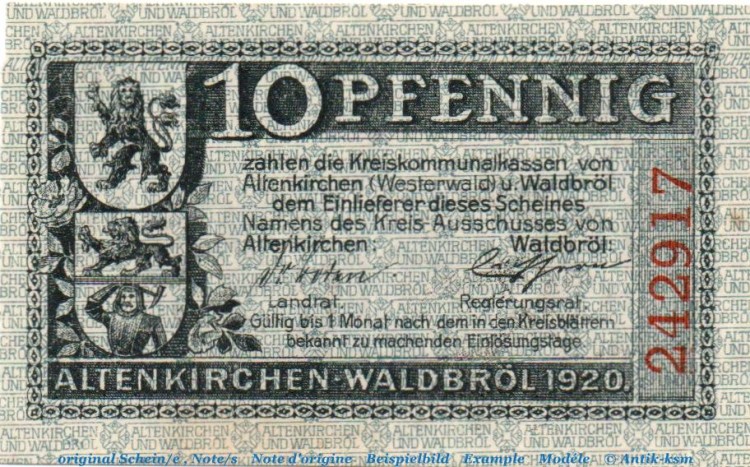 10 PFENNIG
zahlen die Kreiskommunalkassen von
Altenkirchen (Westerwald) u. Waldbröl
dem Einlieferer dieses Scheines
Namens des Kreis-Ausschusses von
Altenkirchen: Waldbröl:
Landrat. Regierungsrat.
Gültig bis 1 Monat nach dem in den Kreisblättern
bekannt zu machenden Einlösungstage
242917
ALTENKIRCHEN-WALDBRÖL 1920.
original Schein/e , Note/s Note d'origine Beispielbild Example Modéle © Antik-ksm